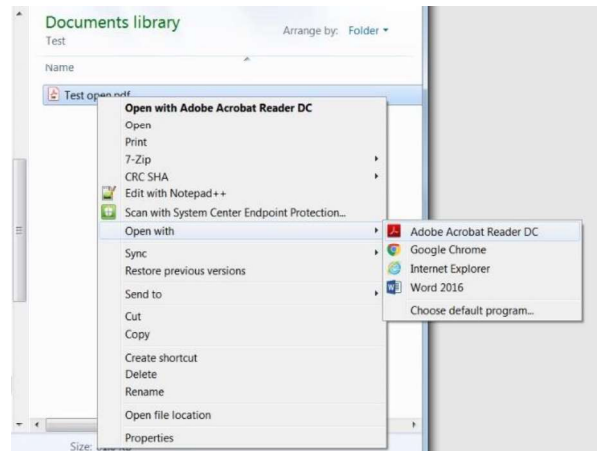 Documents library
Test
Arrange by: Folder
Name
Test open.pdf
Open with Adobe Acrobat Reader DC
Open
Print
7-Zip
CRC SHA
Edit with Notepad++
Scan with System Center Endpoint Protection...
Open with
Adobe Acrobat Reader DC
Google Chrome
Internet Explorer
Word 2016
Choose default program...
Sync
Restore previous versions
Send to
Cut
Copy
Create shortcut
Delete
Rename
Open file location
Properties
Size: